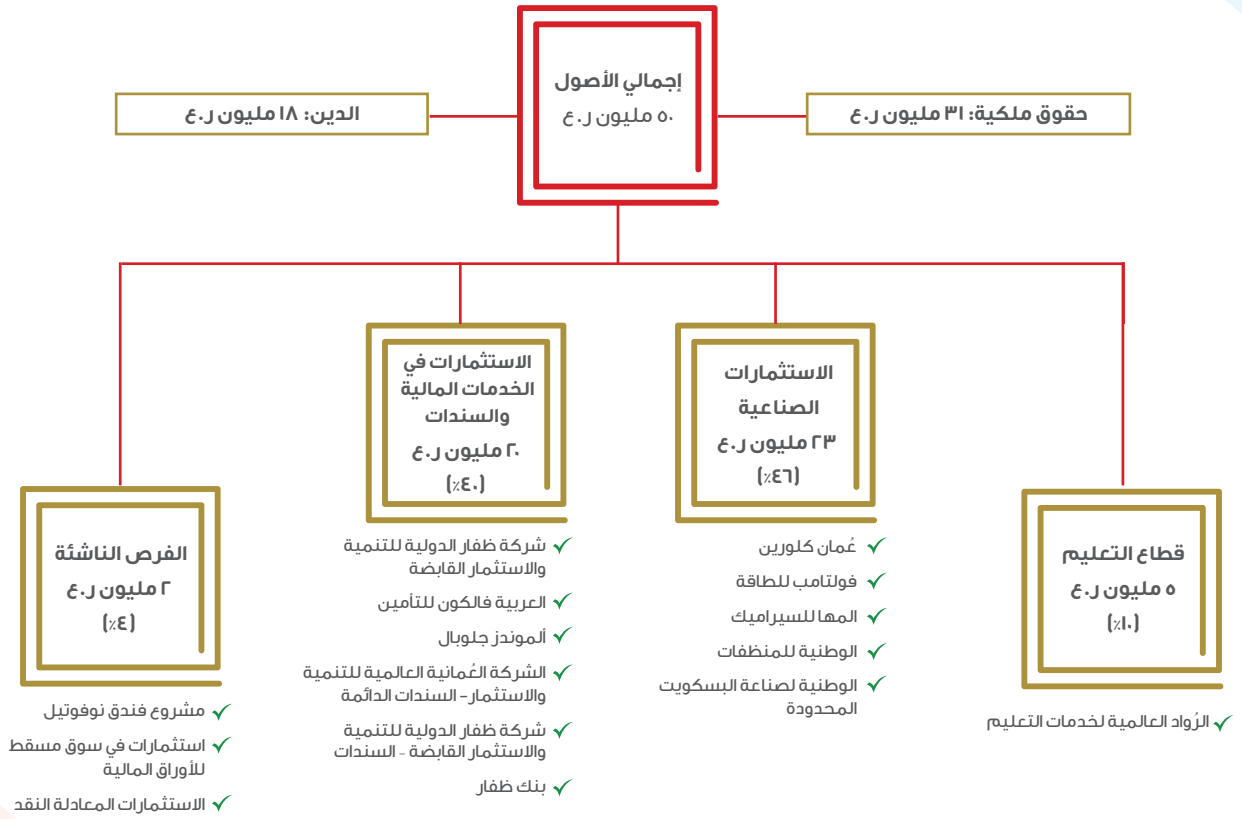 إجمالي الأصول
٥٠ مليون ر.ع
حقوق ملكية: ٣١ مليون ر.ع
الدين: ١٨ مليون ر.ع
قطاع التعليم
٥ مليون ر.ع
(١٠٪)
الرُواد العالمية لخدمات التعليم
الاستثمارات
الصناعية
٢٣ مليون ر.ع
(٤٦٪)
عُمان كلورين
فولتامب للطاقة
المها للسيراميك
الوطنية للمنظفات
الوطنية لصناعة البسكويت
المحدودة
الاستثمارات في
الخدمات المالية
والسندات
٢٠ مليون ر.ع
(٤٠٪)
شركة ظفار الدولية للتنمية
والاستثمار القابضة
العربية فالكون للتأمين
ألموندز جلوبال
الشركة العُمانية العالمية للتنمية
والاستثمار– السندات الدائمة
شركة ظفار الدولية للتنمية
والاستثمار القابضة - السندات
بنك ظفار
الفرص الناشئة
٢ مليون ر.ع
(٤٪)
مشروع فندق نوفوتيل
استثمارات في سوق مسقط
للأوراق المالية
الاستثمارات المعادلة النقد